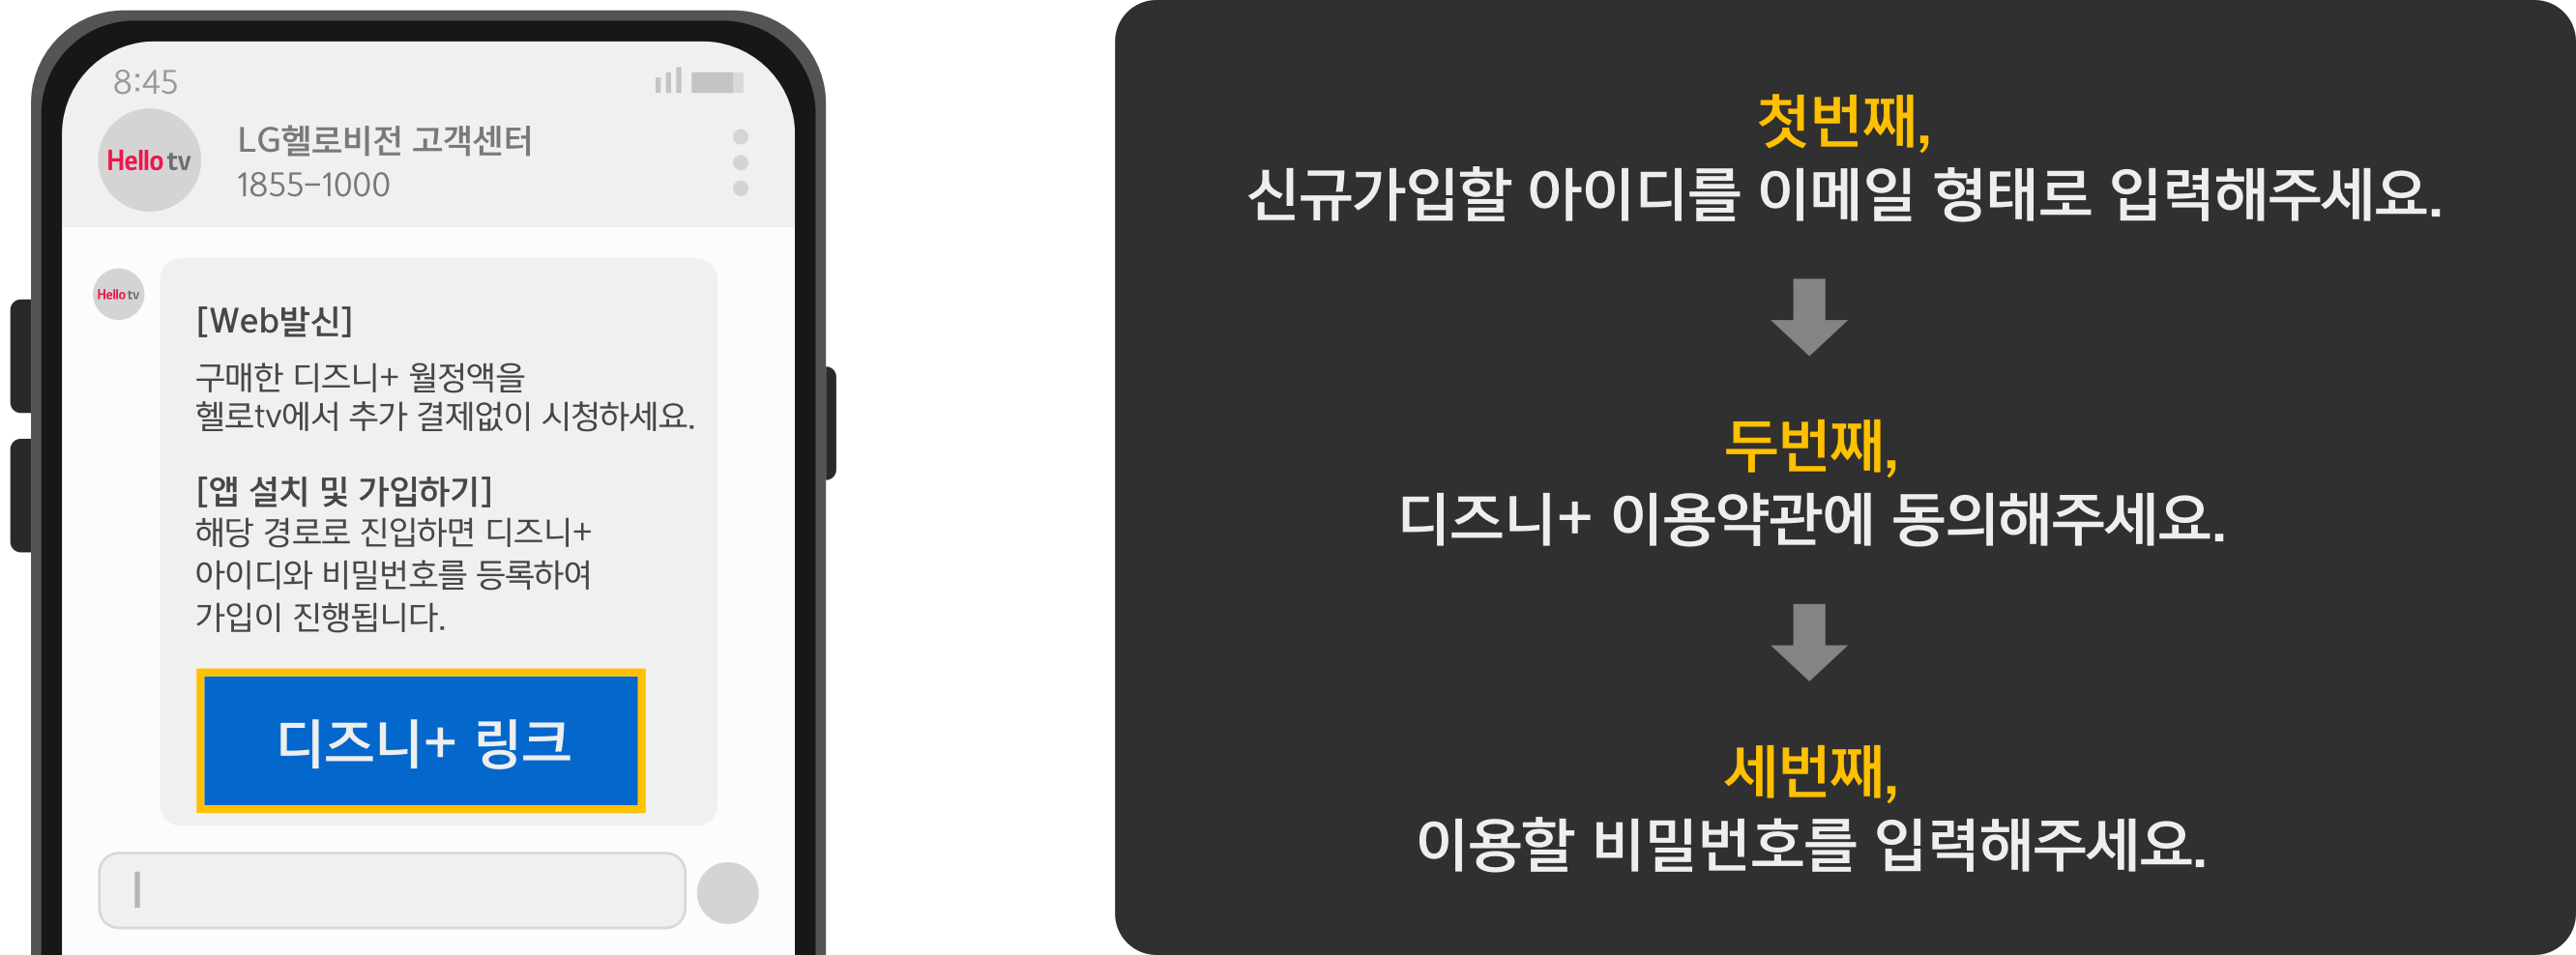 8:45
Hello tv
LG헬로비전 고객센터
1855-1000
Hello tv
[Web발신]
구매한 디즈니+ 월정액을
헬로tv에서 추가 결제없이 시청하세요.
[앱 설치 및 가입하기]
해당 경로로 진입하면 디즈니+
아이디와 비밀번호를 등록하여
가입이 진행됩니다.
디즈니+ 링크
첫번째,
신규가입할 아이디를 이메일 형태로 입력해주세요.
두번째,
디즈니+ 이용약관에 동의해주세요.
세번째,
이용할 비밀번호를 입력해주세요.